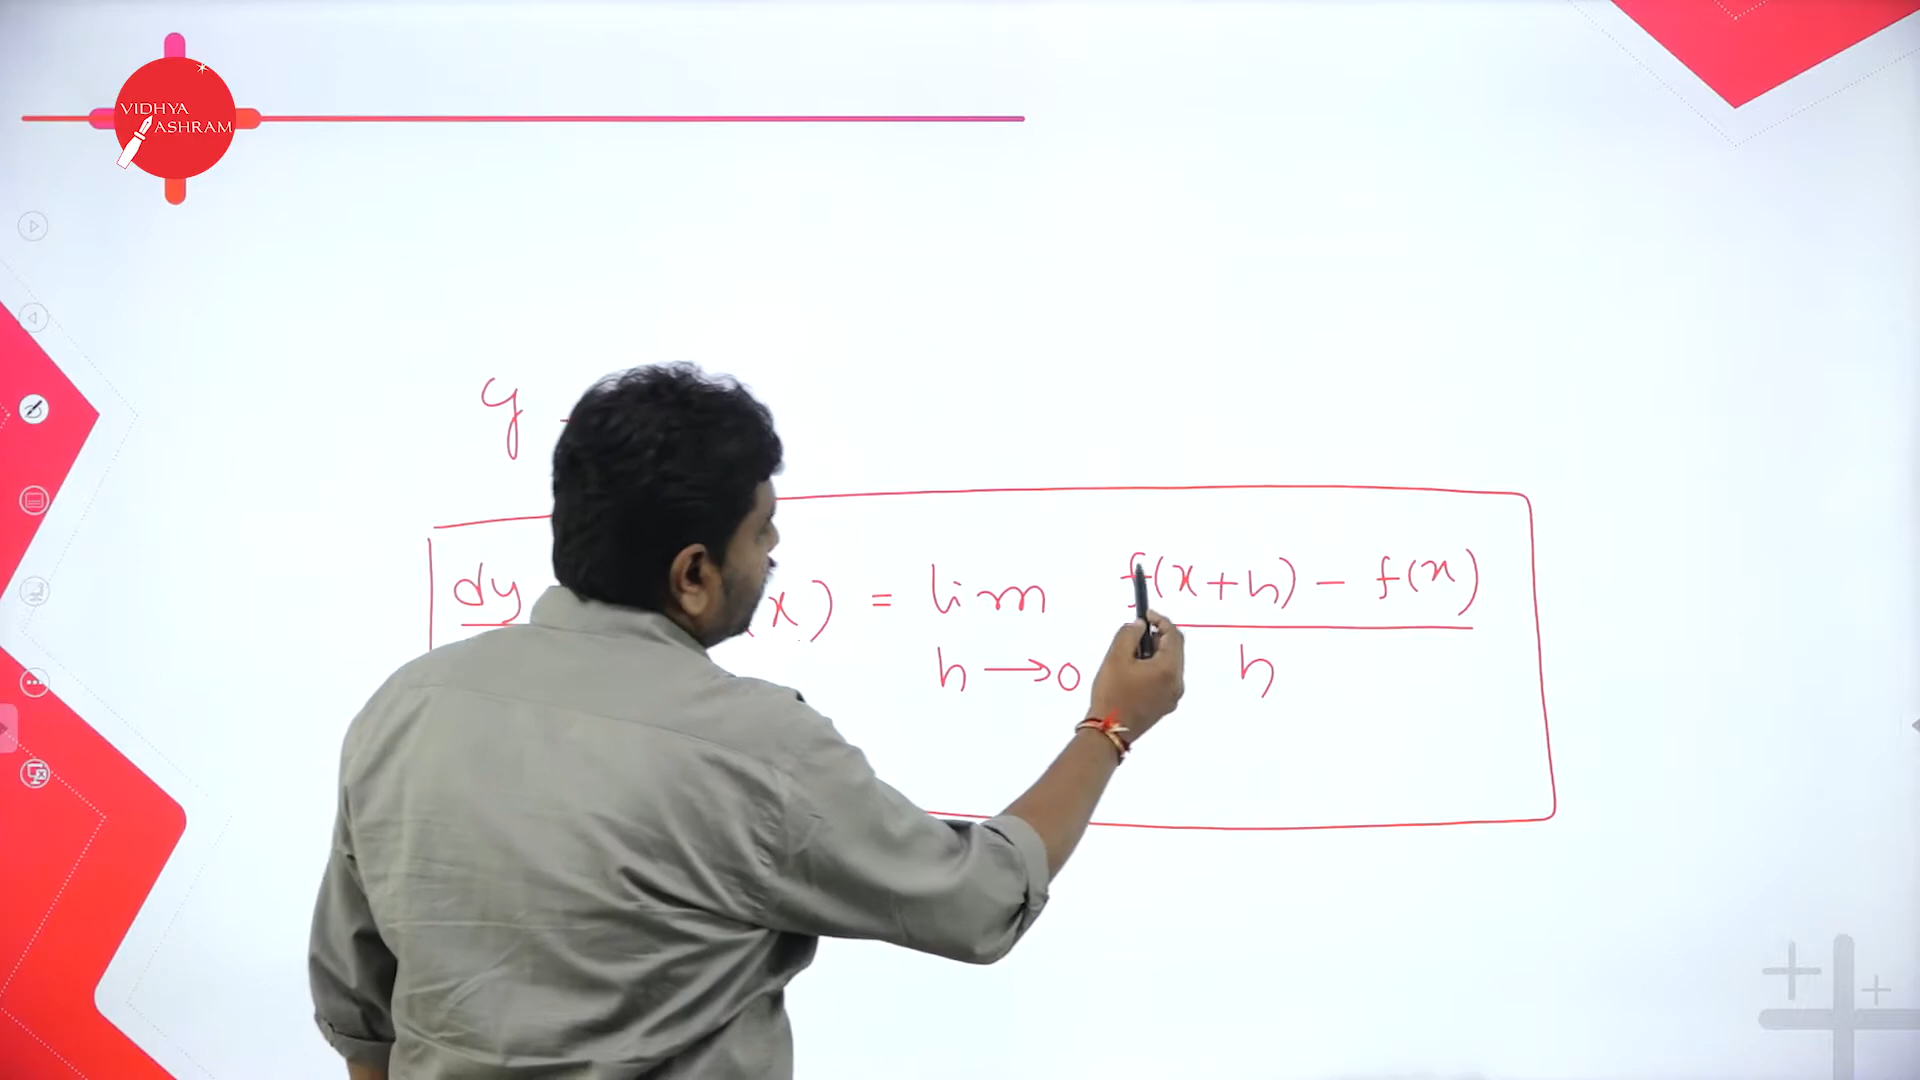 VIDHYA
ASHRAM
y
dy (x) = lim f(x+h) - f(x)
h→0 h